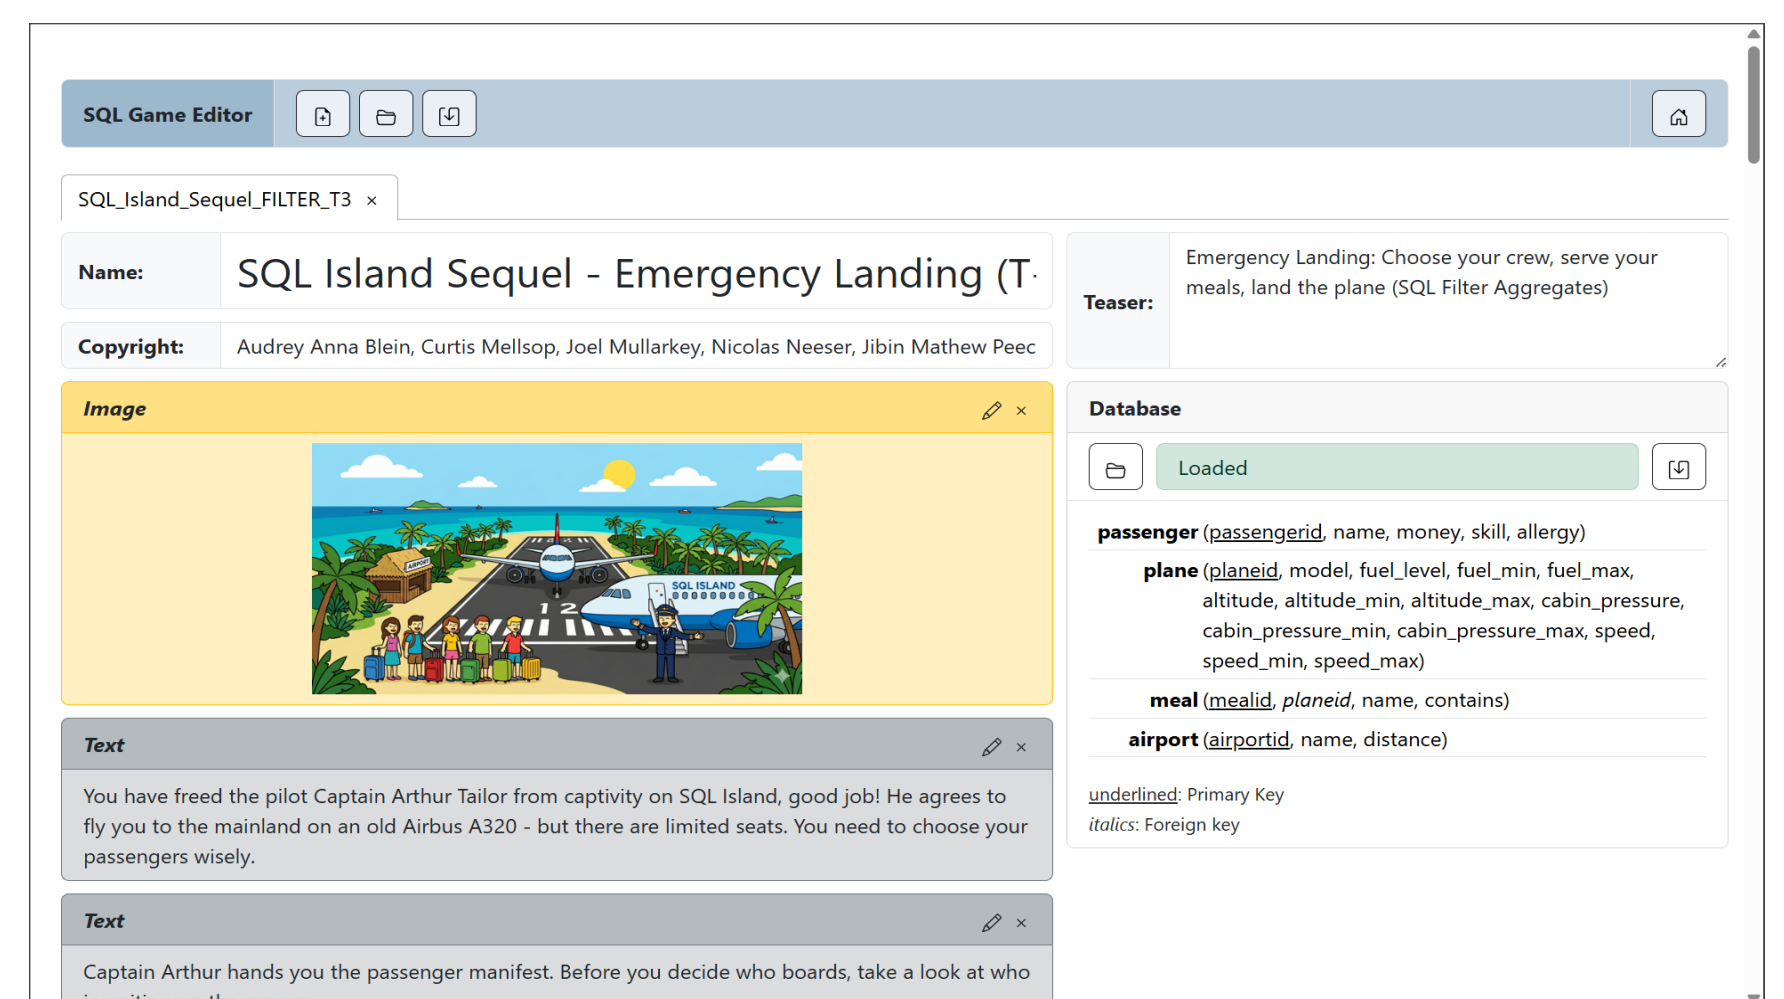 SQL Game Editor
SQL_Island_Sequel_FILTER_T3 ×
Name:
SQL Island Sequel - Emergency Landing (T
Copyright:
Audrey Anna Blein, Curtis Mellsop, Joel Mullarkey, Nicolas Neeser, Jibin Mathew Peec
Teaser:
Emergency Landing: Choose your crew, serve your
meals, land the plane (SQL Filter Aggregates)
Image
AIRPORT
SQL ISLAND
1 2
Text
You have freed the pilot Captain Arthur Tailor from captivity on SQL Island, good job! He agrees to
fly you to the mainland on an old Airbus A320 - but there are limited seats. You need to choose your
passengers wisely.
Text
Captain Arthur hands you the passenger manifest. Before you decide who boards, take a look at who
Database
Loaded
passenger (passengerid, name, money, skill, allergy)
plane (planeid, model, fuel_level, fuel_min, fuel_max,
altitude, altitude_min, altitude_max, cabin_pressure,
cabin_pressure_min, cabin_pressure_max, speed,
speed_min, speed_max)
meal (mealid, planeid, name, contains)
airport (airportid, name, distance)
underlined: Primary Key
italics: Foreign key